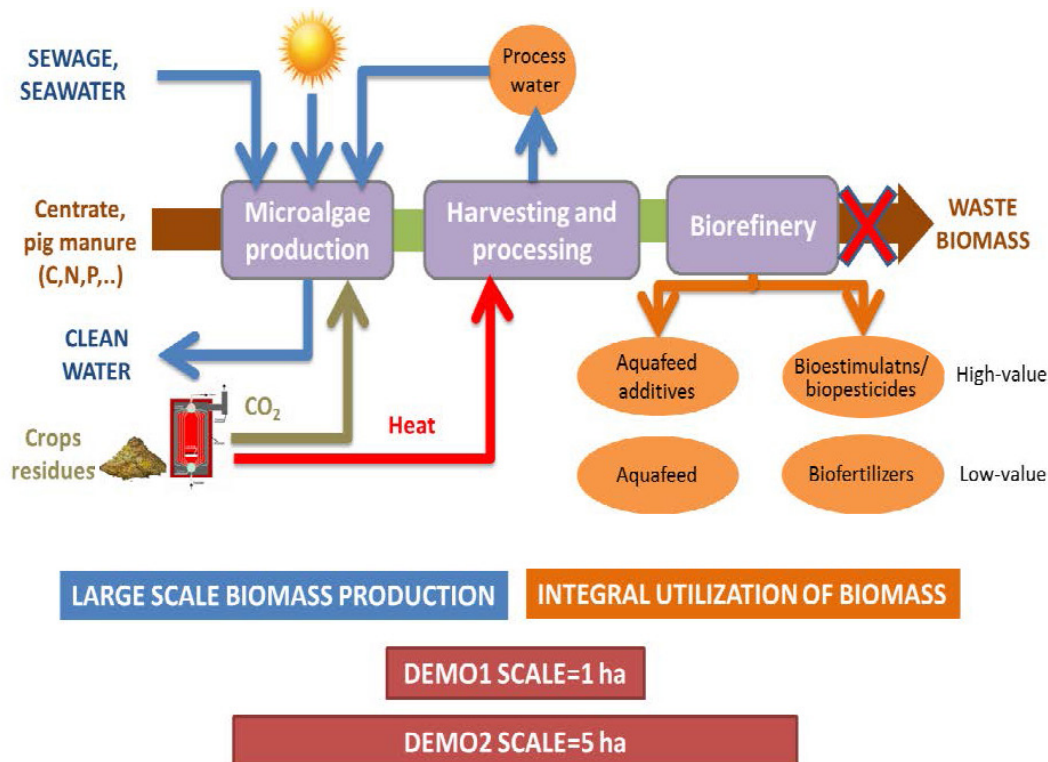 SEWAGE,
SEAWATER
Process
water
Centrate,
pig manure
(C,N,P,..)
Microalgae
production
Harvesting and
processing
Biorefinery
WASTE
BIOMASS
CLEAN
WATER
CO₂
Heat
Crops
residues
Aquafeed
additives
Bioestimulatns/
biopesticides
High-value
Aquafeed
Biofertilizers
Low-value
LARGE SCALE BIOMASS PRODUCTION
INTEGRAL UTILIZATION OF BIOMASS
DEMO1 SCALE=1 ha
DEMO2 SCALE=5 ha